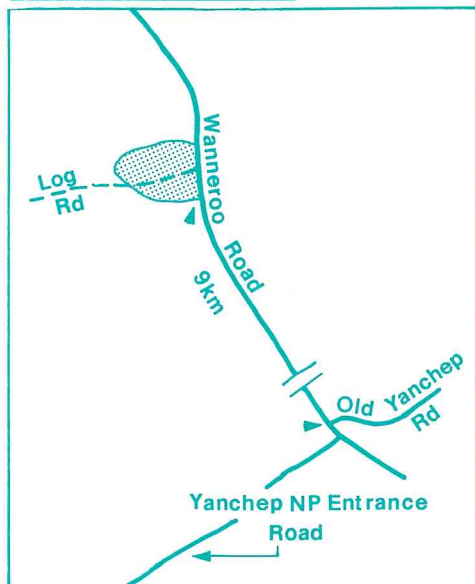 Wanneroo
Road
Log
Rd
9km
Old Yanchep
Rd
Yanchep NP Entrance
Road